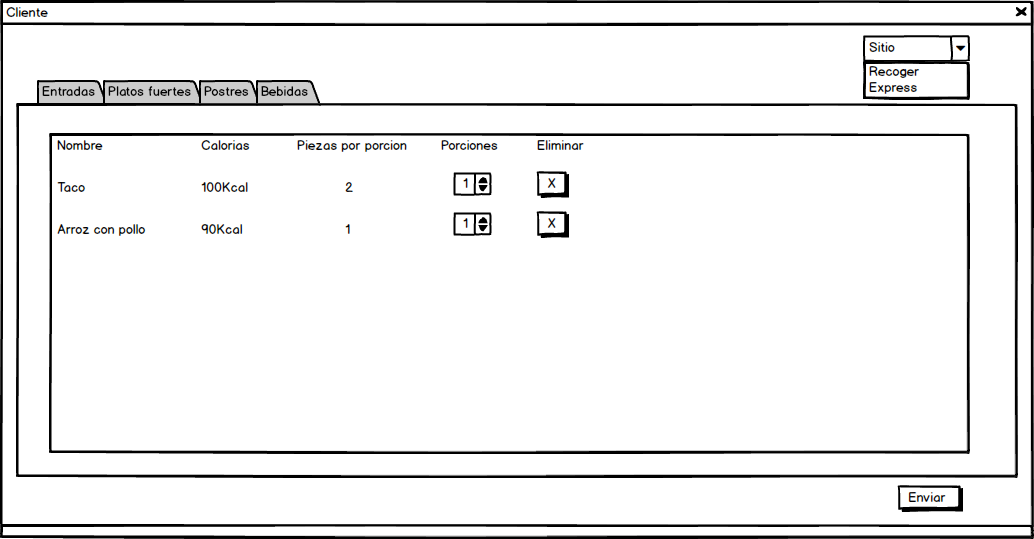 Cliente
Sitio
Recoger
Express
Entradas Platos fuertes Postres Bebidas
Nombre Calorias Piezas por porcion Porciones Eliminar
Taco 100Kcal 2 1 X
Arroz con pollo 90Kcal 1 1 X
Enviar